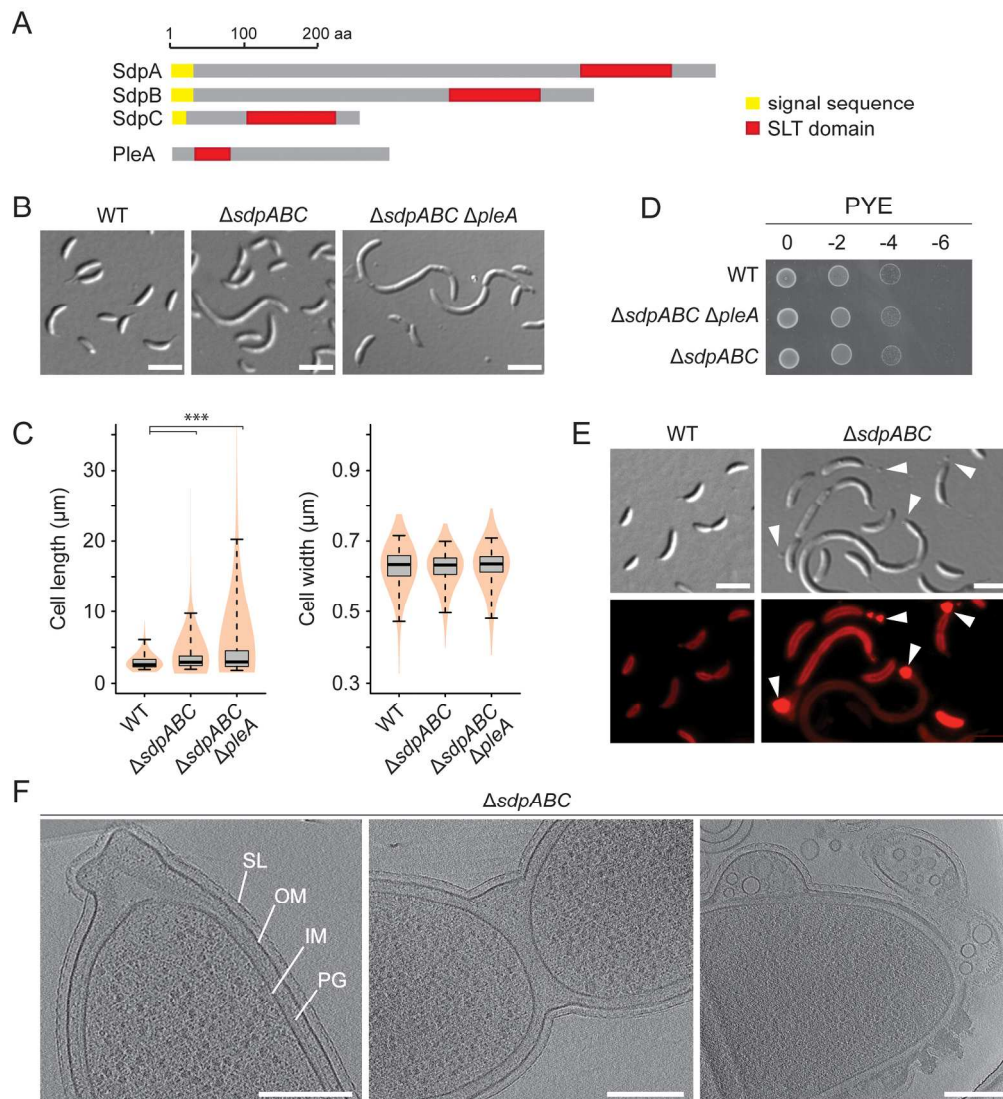 A
1 100 200 aa
SdpA
SdpB
SdpC
PleA
signal sequence
SLT domain
B
WT ΔsdpABC ΔsdpABC ΔpleA
D
PYE
0 -2 -4 -6
WT
ΔsdpABC ΔpleA
ΔsdpABC
C
***
Cell length (µm)
30
20
10
0
WT
ΔsdpABC
ΔsdpABC
ΔpleA
Cell width (µm)
0.9
0.7
0.5
0.3
WT
ΔsdpABC
ΔsdpABC
ΔpleA
E
WT ΔsdpABC
F
ΔsdpABC
SL
OM
IM
PG